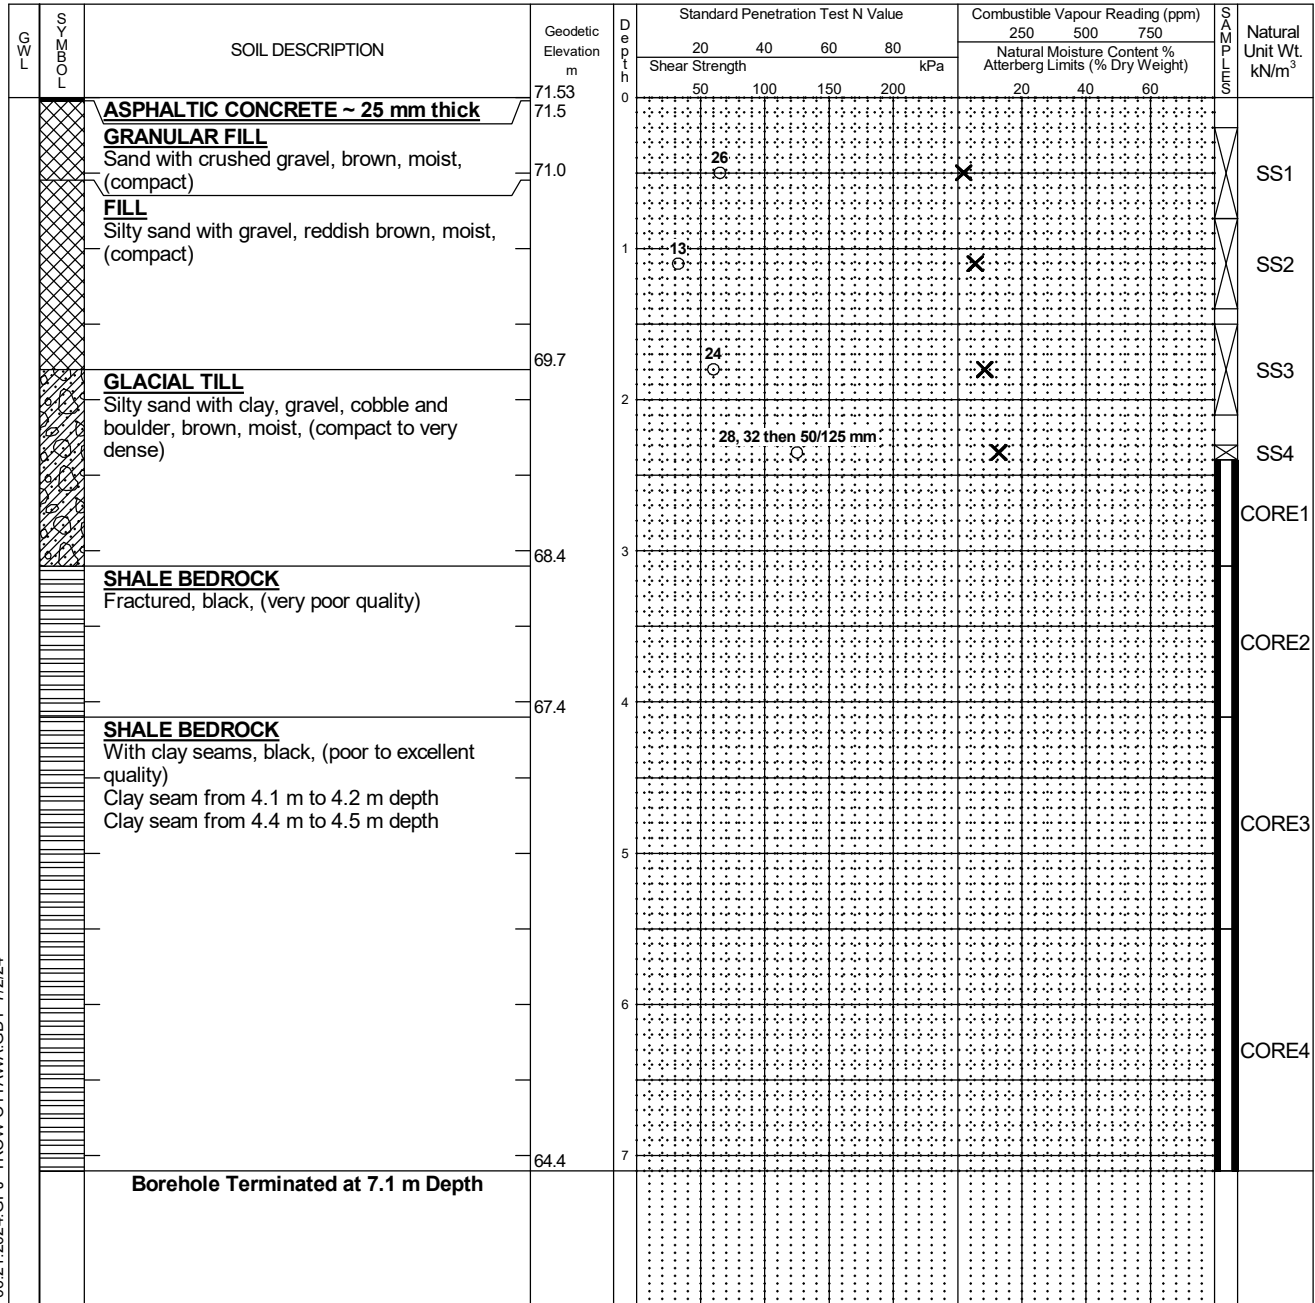 GWL
SYMBOL
SOIL DESCRIPTION
Geodetic
Elevation
m
Depth
Standard Penetration Test N Value
20 40 60 80
Shear Strength kPa
50 100 150 200
Combustible Vapour Reading (ppm)
250 500 750
Natural Moisture Content %
Atterberg Limits (% Dry Weight)
20 40 60
SAMPLES
Natural
Unit Wt.
kN/m³
71.53
0
ASPHALTIC CONCRETE ~ 25 mm thick
71.5
GRANULAR FILL
Sand with crushed gravel, brown, moist,
(compact)
71.0
26
SS1
FILL
Silty sand with gravel, reddish brown, moist,
(compact)
1
13
SS2
69.7
24
SS3
GLACIAL TILL
Silty sand with clay, gravel, cobble and
boulder, brown, moist, (compact to very
dense)
2
28, 32 then 50/125 mm
SS4
CORE1
68.4
3
SHALE BEDROCK
Fractured, black, (very poor quality)
CORE2
67.4
4
SHALE BEDROCK
With clay seams, black, (poor to excellent
quality)
Clay seam from 4.1 m to 4.2 m depth
Clay seam from 4.4 m to 4.5 m depth
CORE3
5
6
CORE4
64.4
7
Borehole Terminated at 7.1 m Depth